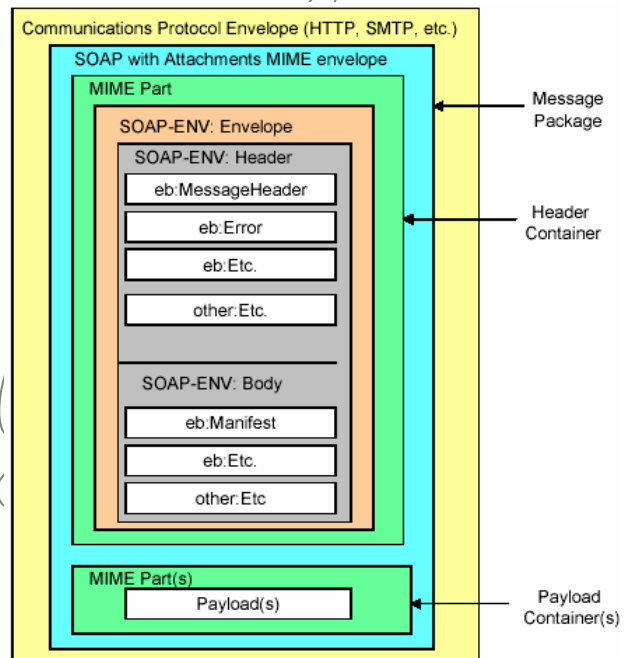 Communications Protocol Envelope (HTTP, SMTP, etc.)
SOAP with Attachments MIME envelope
MIME Part
SOAP-ENV: Envelope
SOAP-ENV: Header
eb:MessageHeader
eb:Error
eb:Etc.
other:Etc.
SOAP-ENV: Body
eb:Manifest
eb:Etc.
other:Etc
MIME Part(s)
Payload(s)
Message
Package
Header
Container
Payload
Container(s)